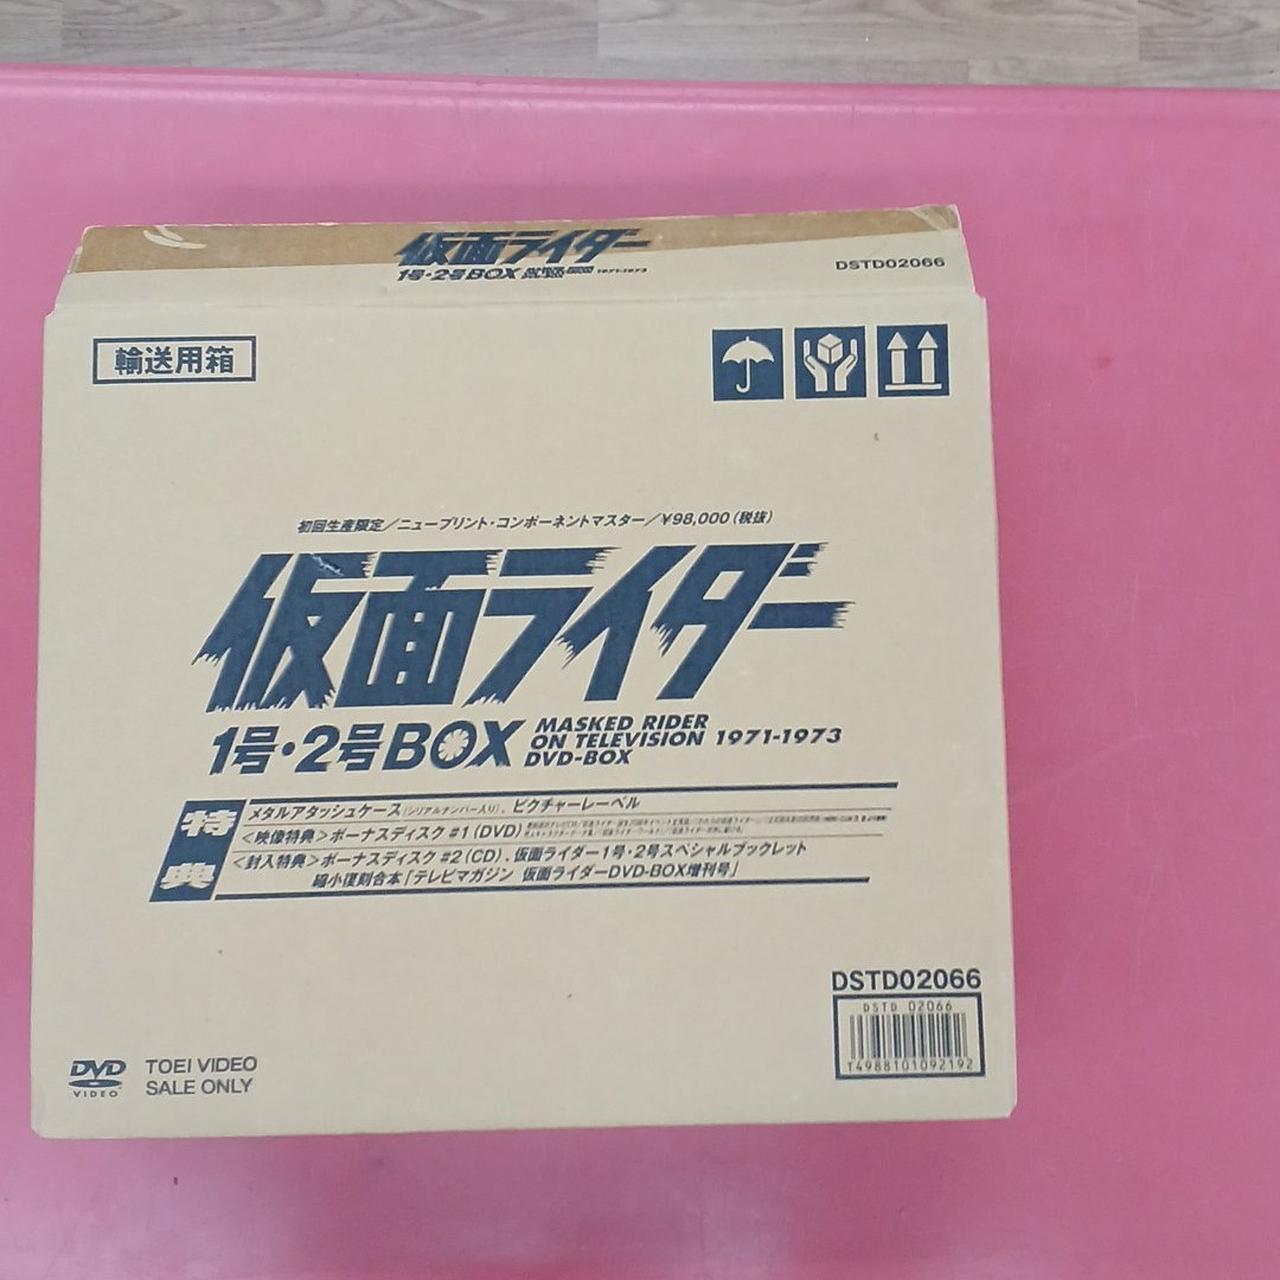 仮面ライダー
1号・2号BOX
1971-1973
DSTD02066
輸送用箱
初回生産限定/ニュープリント・コンポーネントマスター/¥98,000(税抜)
仮面ライダー
1号・2号BOX
MASKED RIDER
ON TELEVISION 1971-1973
DVD-BOX
特典
メタルアタッシュケース(シリアルナンバー入り)、ピクチャーレーベル
<映像特典>ボーナスディスク #1(DVD)
<封入特典>ボーナスディスク #2(CD)、仮面ライダー1号・2号スペシャルブックレット
縮小復刻合本「テレビマガジン 仮面ライダーDVD-BOX増刊号」
DSTD02066
DSTD 02066
T4988101092192
DVD
VIDEO
TOEI VIDEO
SALE ONLY